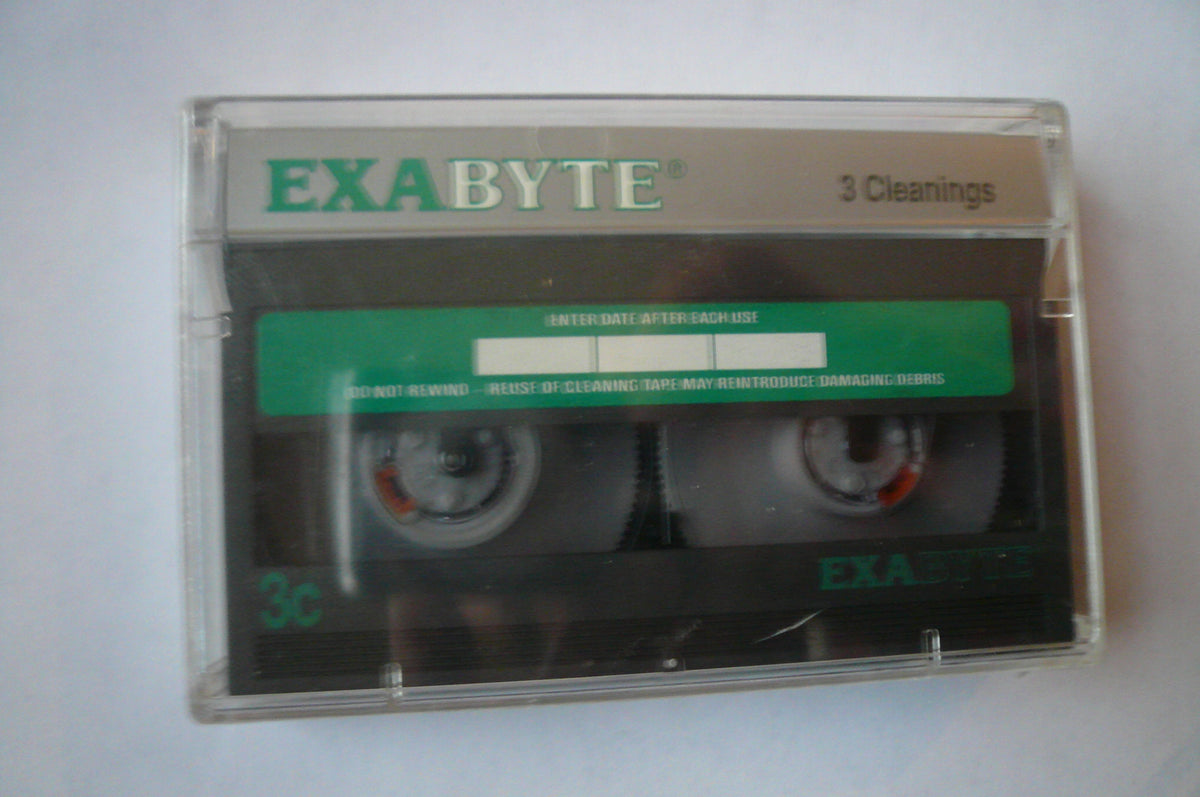 EXABYTE®
3 Cleanings
ENTER DATE AFTER EACH USE
DO NOT REWIND – REUSE OF CLEANING TAPE MAY REINTRODUCE DAMAGING DEBRIS
EXABYTE
3c